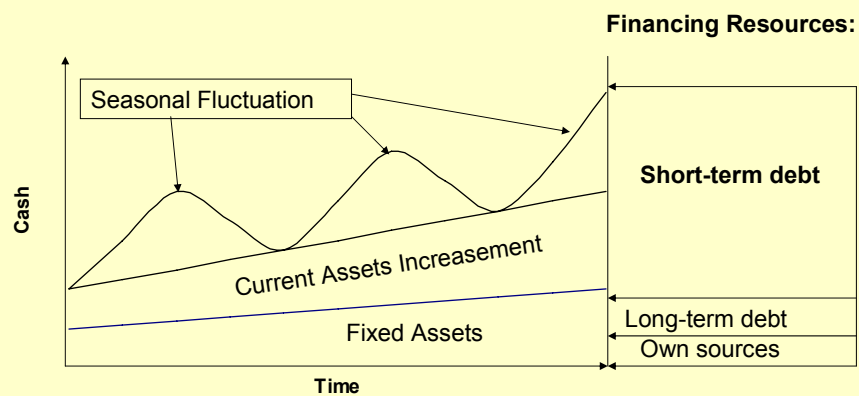 Financing Resources:
Seasonal Fluctuation
Short-term debt
Cash
Current Assets Increasement
Long-term debt
Fixed Assets
Own sources
Time